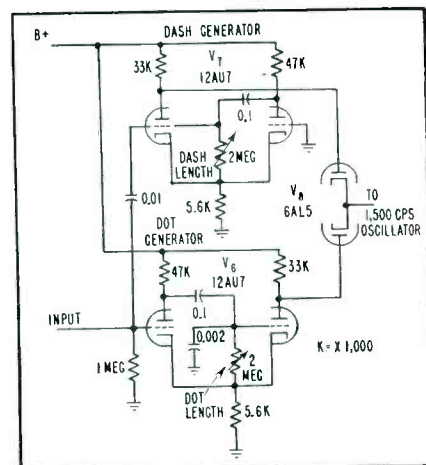 DASH GENERATOR
B+
33K
V7
12AU7
47K
0.1
DASH
LENGTH
2MEG
0.01
5.6K
V8
6AL5
TO
1,500 CPS
OSCILLATOR
DOT
GENERATOR
47K
V6
12AU7
33K
0.1
INPUT
0.002
K = X 1,000
1 MEG
2
MEG
DOT
LENGTH
5.6K